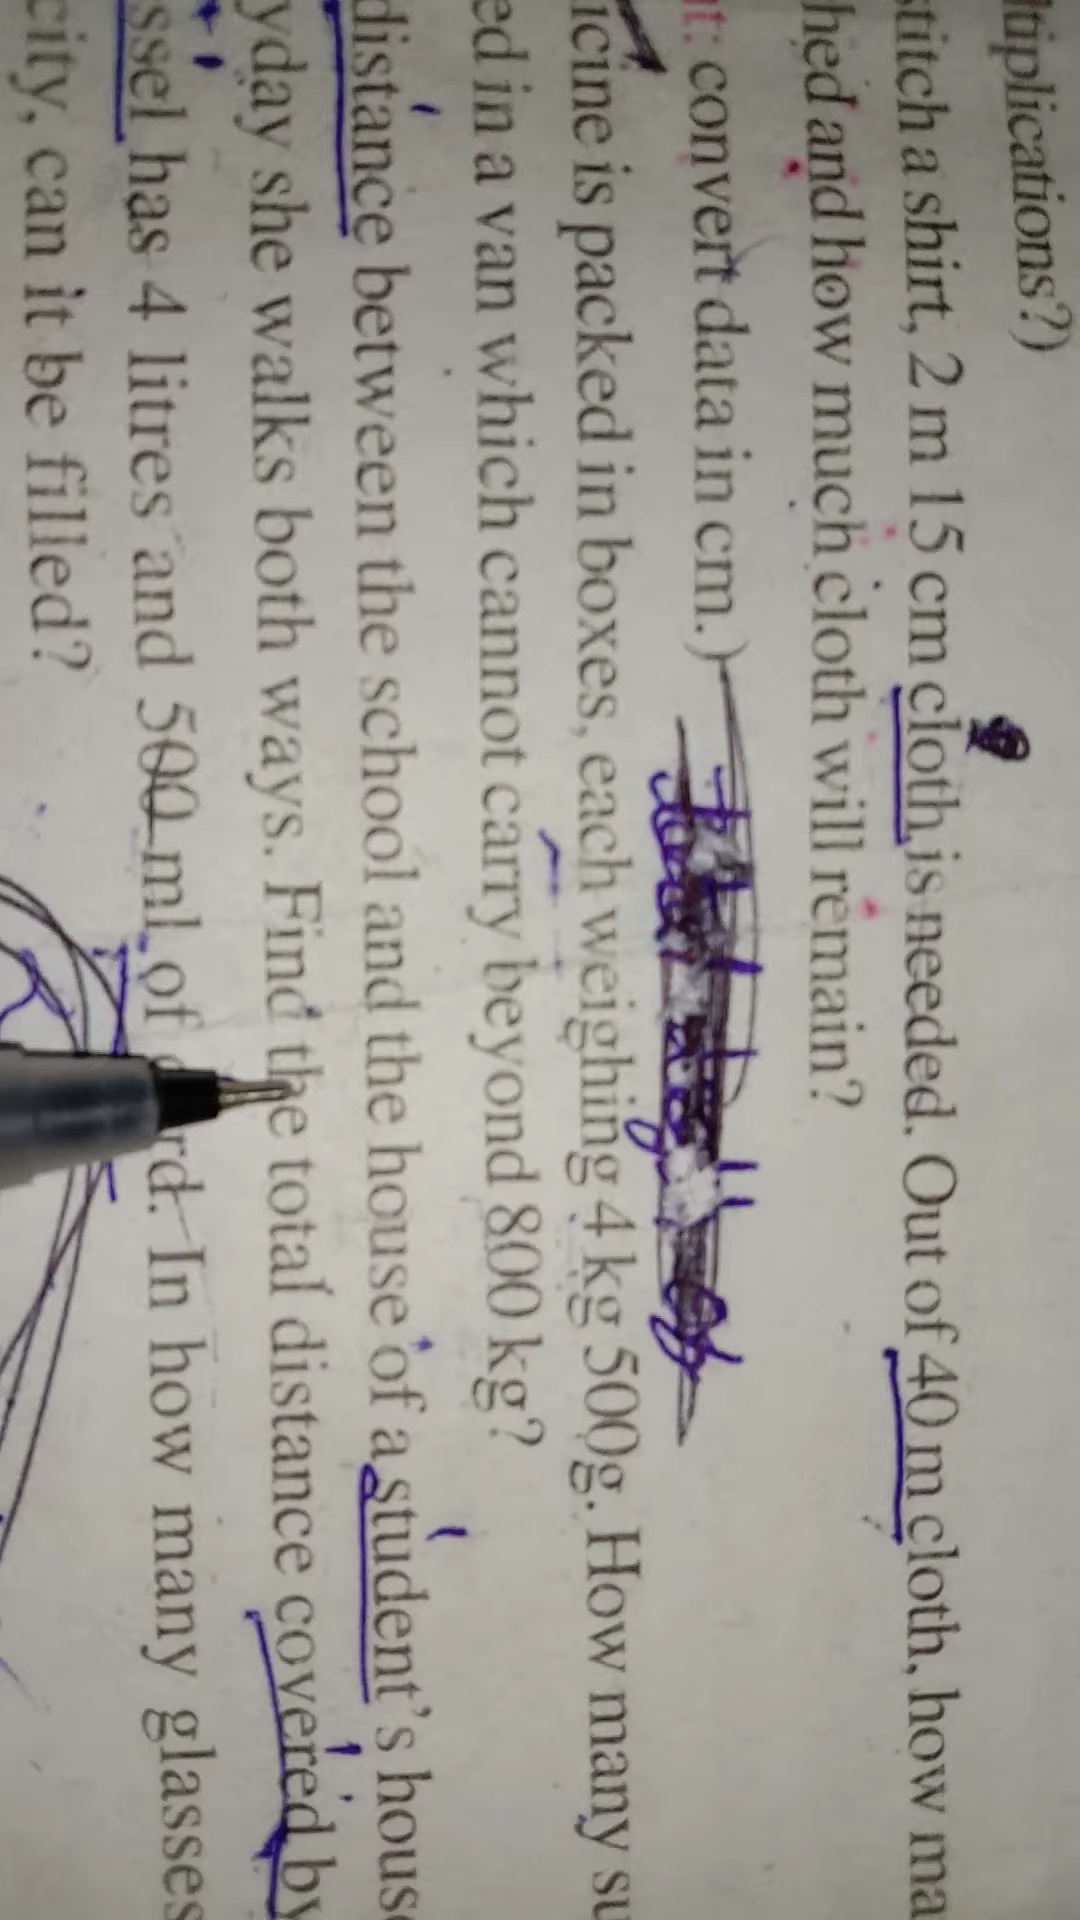 ltiplications?)
stitch a shirt, 2 m 15 cm cloth is needed. Out of 40 m cloth, how ma
hed and how much cloth will remain?
t: convert data in cm.)
icine is packed in boxes, each weighing 4 kg 500g. How many su
ed in a van which cannot carry beyond 800 kg?
distance between the school and the house of a student's house
yday she walks both ways. Find the total distance covered by
ssel has 4 litres and 500 ml of rd. In how many glasses
city, can it be filled?